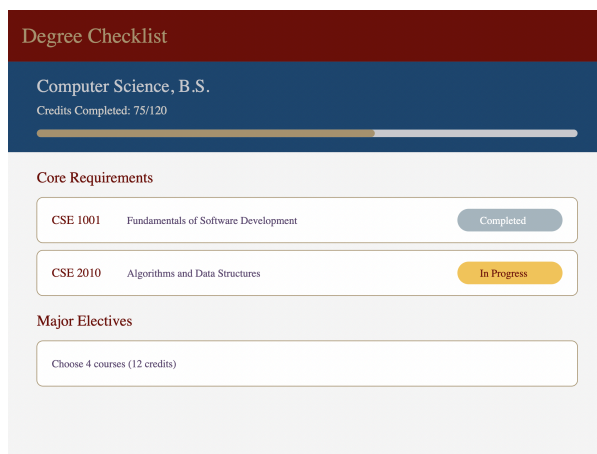 Degree Checklist
Computer Science, B.S.
Credits Completed: 75/120
Core Requirements
CSE 1001 Fundamentals of Software Development Completed
CSE 2010 Algorithms and Data Structures In Progress
Major Electives
Choose 4 courses (12 credits)